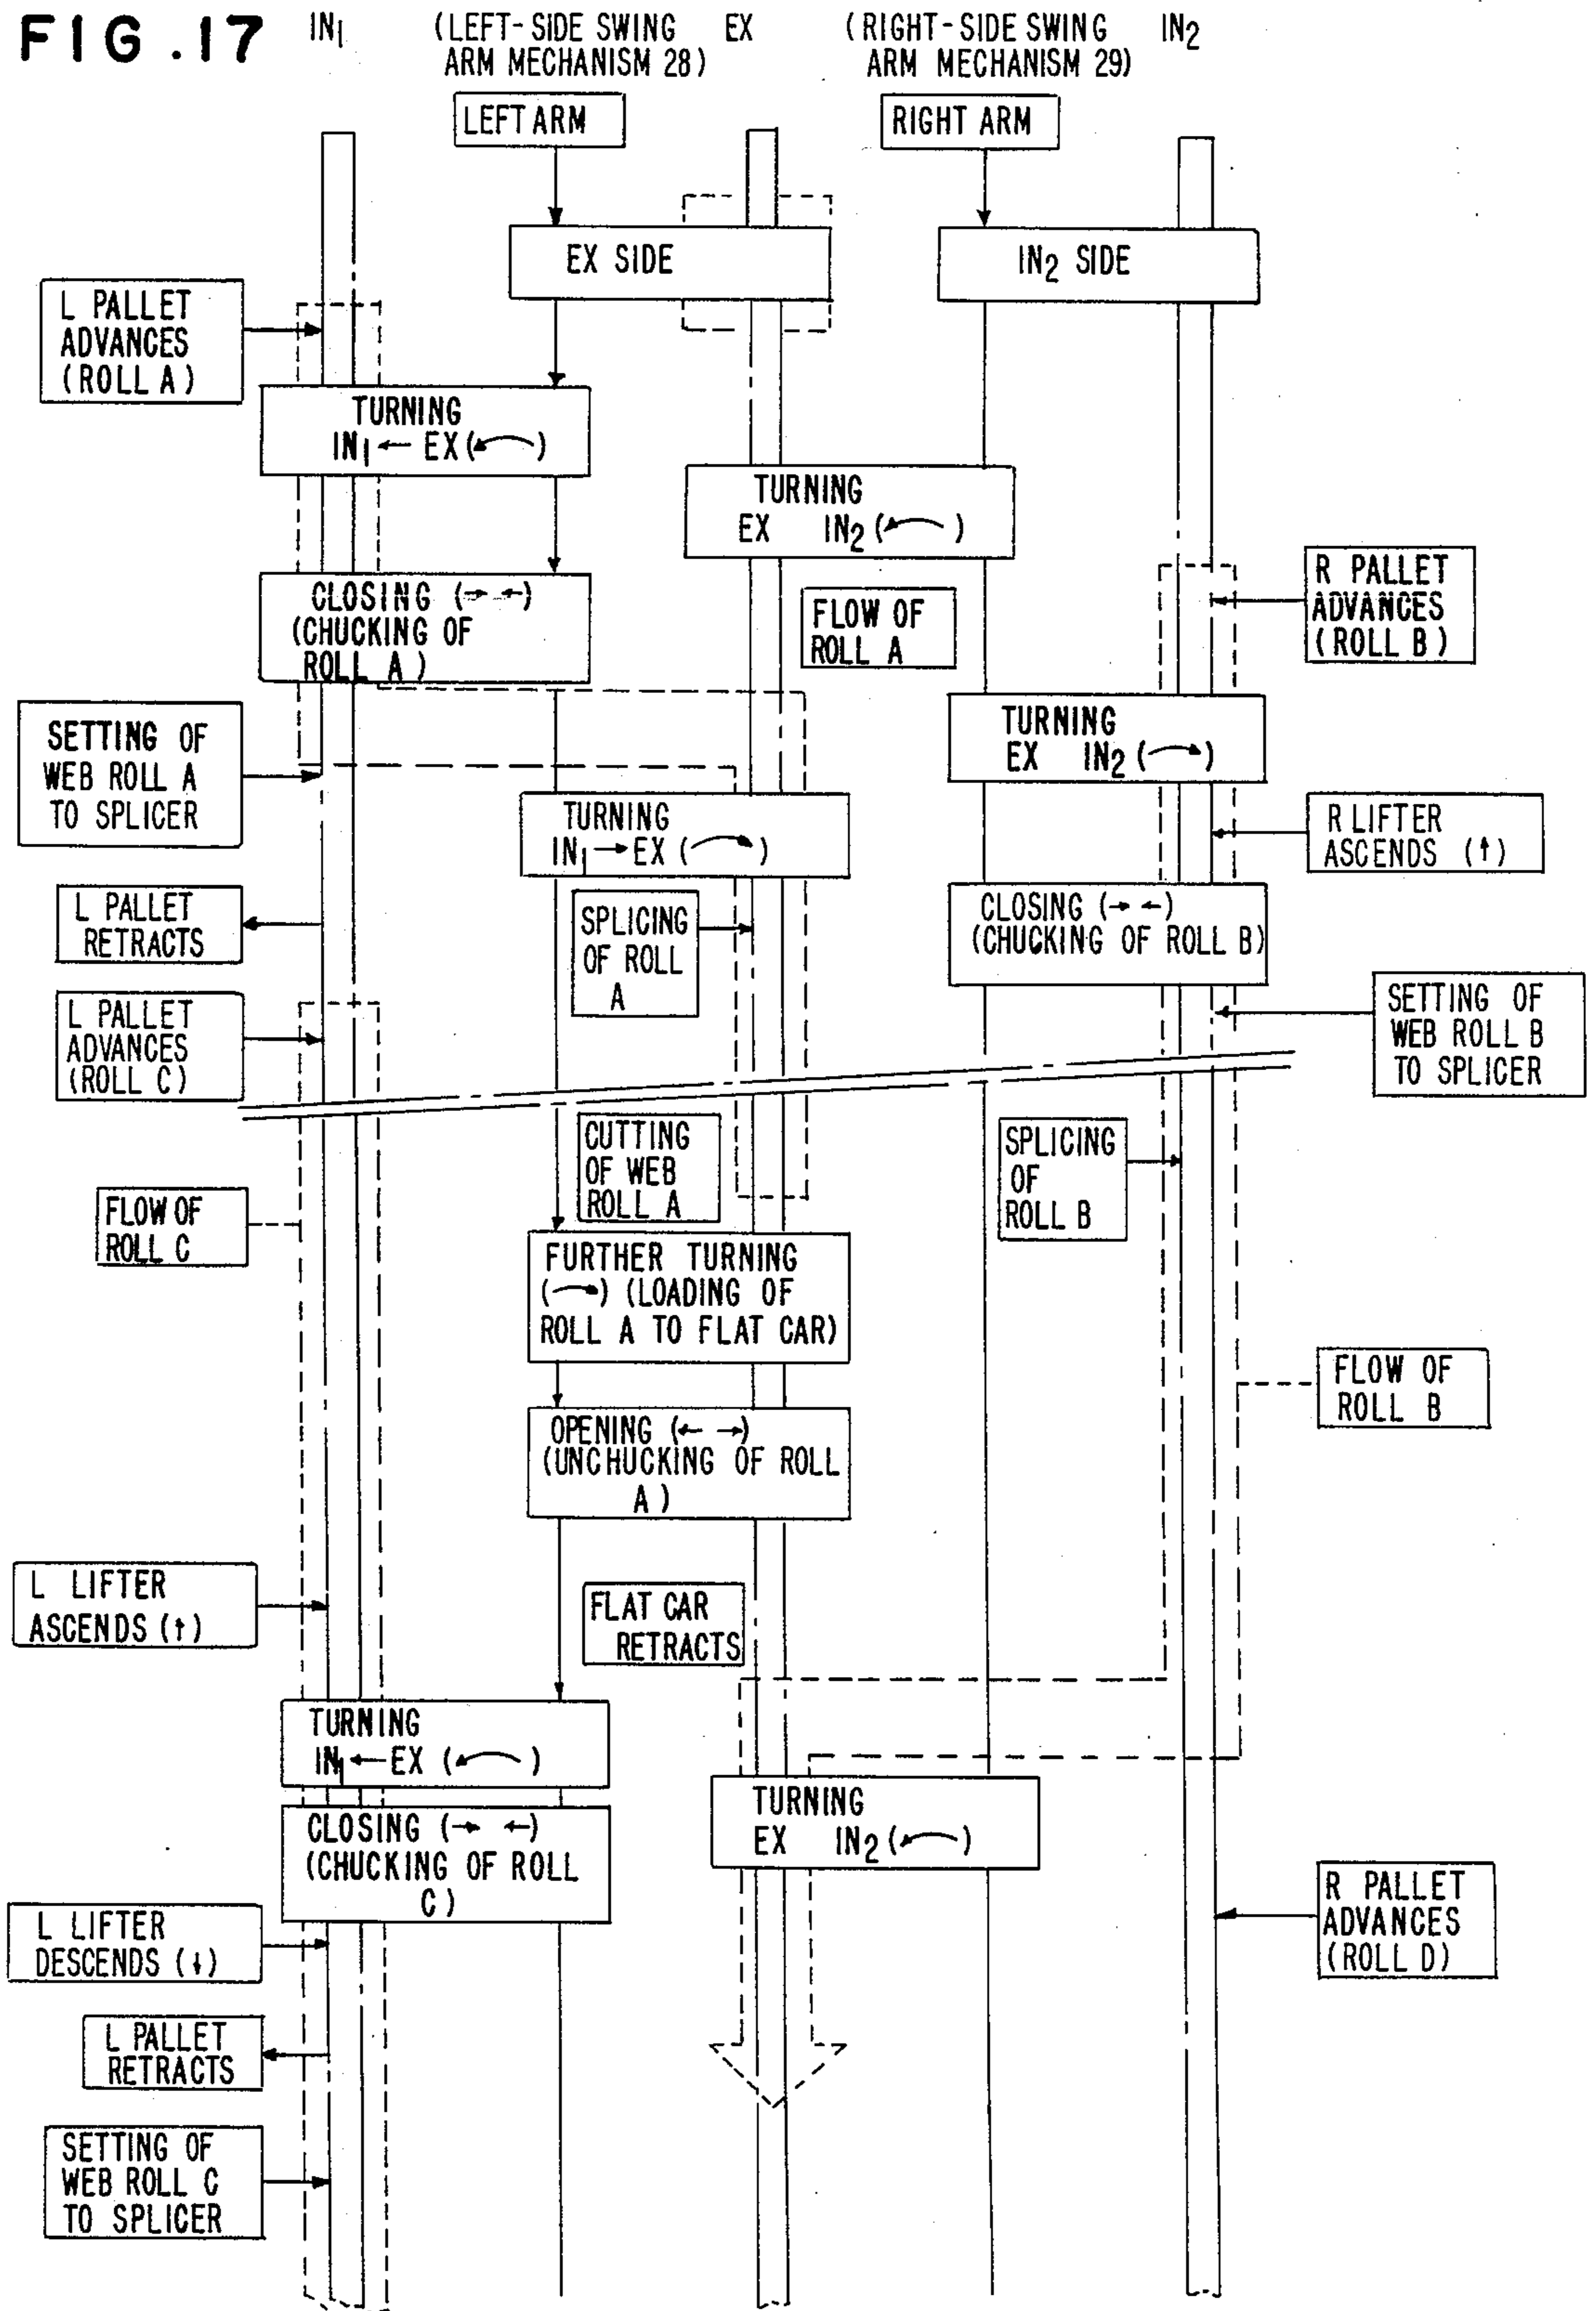 FIG.17
IN1
(LEFT-SIDE SWING
ARM MECHANISM 28)
EX
(RIGHT-SIDE SWING
ARM MECHANISM 29)
IN2
LEFT ARM
RIGHT ARM
EX SIDE
IN2 SIDE
L PALLET
ADVANCES
(ROLL A)
TURNING
IN1 ← EX (↶)
TURNING
EX IN2 (↶)
CLOSING (→ ←)
(CHUCKING OF
ROLL A)
FLOW OF
ROLL A
R PALLET
ADVANCES
(ROLL B)
SETTING OF
WEB ROLL A
TO SPLICER
TURNING
EX IN2 (↷)
TURNING
IN1 → EX (↷)
R LIFTER
ASCENDS (↑)
L PALLET
RETRACTS
SPLICING
OF ROLL
A
CLOSING (→ ←)
(CHUCKING OF ROLL B)
L PALLET
ADVANCES
(ROLL C)
SETTING OF
WEB ROLL B
TO SPLICER
CUTTING
OF WEB
ROLL A
SPLICING
OF
ROLL B
FLOW OF
ROLL C
FURTHER TURNING
(↷) (LOADING OF
ROLL A TO FLAT CAR)
FLOW OF
ROLL B
OPENING (← →)
(UNCHUCKING OF ROLL
A)
L LIFTER
ASCENDS (↑)
FLAT CAR
RETRACTS
TURNING
IN1 ← EX (↶)
TURNING
EX IN2 (↶)
CLOSING (→ ←)
(CHUCKING OF ROLL
C)
R PALLET
ADVANCES
(ROLL D)
L LIFTER
DESCENDS (↓)
L PALLET
RETRACTS
SETTING OF
WEB ROLL C
TO SPLICER